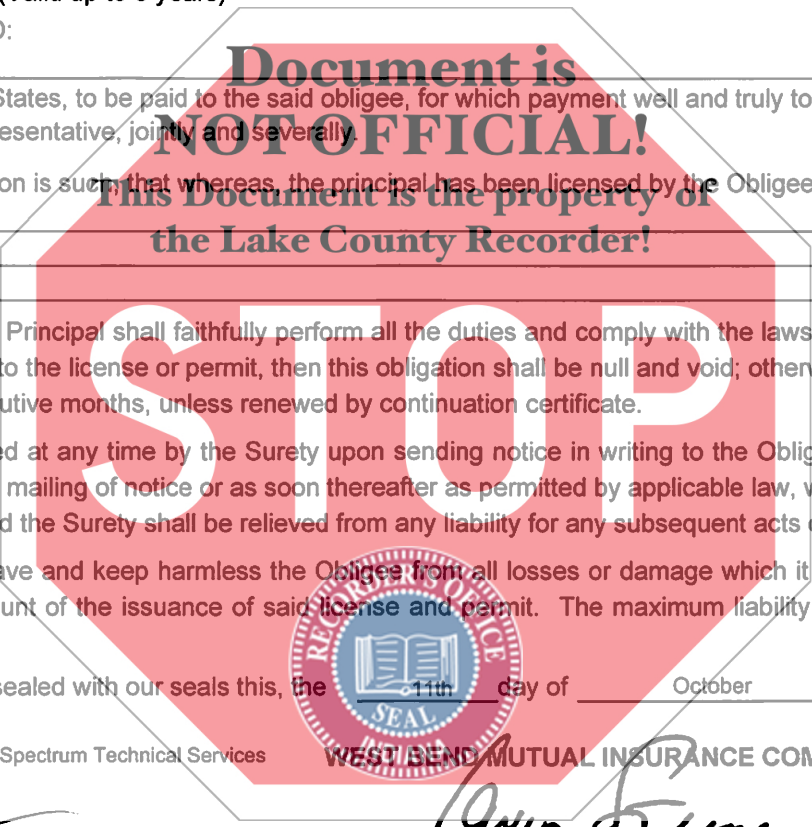 (Valid up to
Document is
States, to be paid to the said obligee, for which payment well and truly to
esentative, jointly and severally.
NOT OFFICIAL!
on is such, that whereas, the principal has been licensed by the Obligee
This Document is the property of
the Lake County Recorder!
STOP
Principal shall faithfully perform all the duties and comply with the laws
to the license or permit, then this obligation shall be null and void; otherw
utive months, unless renewed by continuation certificate.
ed at any time by the Surety upon sending notice in writing to the Oblig
mailing of notice or as soon thereafter as permitted by applicable law, w
d the Surety shall be relieved from any liability for any subsequent acts o
ave and keep harmless the Obligee from all losses or damage which it
unt of the issuance of said license and permit. The maximum liability
RECORDER'S OFFICE
SEAL
INDIANA
sealed with our seals this, the 11th day of October
Spectrum Technical Services WEST BEND MUTUAL INSURANCE COM